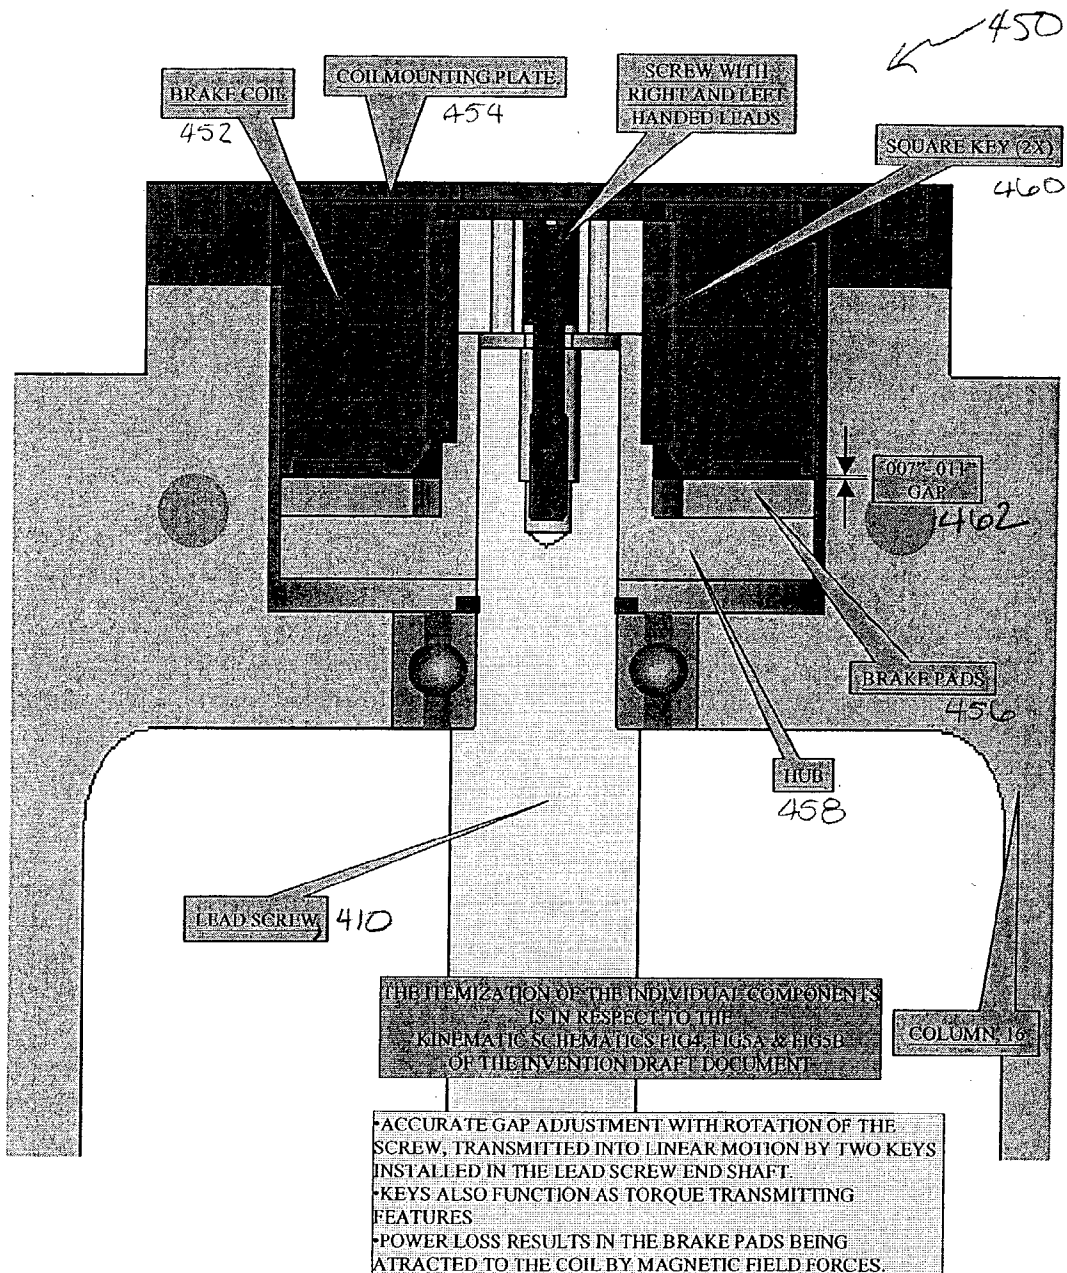 450
BRAKE COIL
452
COILMOUNTING PLATE
454
SCREW WITH
RIGHT AND LEFT
HANDED LEADS
SQUARE KEY (2X)
460
.007"-.011"
GAP
462
BRAKE PADS
456
HUB
458
LEAD SCREW,
410
THE ITEMIZATION OF THE INDIVIDUAL COMPONENTS
IS IN RESPECT TO THE
KINEMATIC SCHEMATICS FIG4, FIG5A & FIG5B
OF THE INVENTION DRAFT DOCUMENT
COLUMN, 16
•ACCURATE GAP ADJUSTMENT WITH ROTATION OF THE
SCREW, TRANSMITTED INTO LINEAR MOTION BY TWO KEYS
INSTALLED IN THE LEAD SCREW END SHAFT.
•KEYS ALSO FUNCTION AS TORQUE TRANSMITTING
FEATURES
•POWER LOSS RESULTS IN THE BRAKE PADS BEING
ATRACTED TO THE COIL BY MAGNETIC FIELD FORCES.